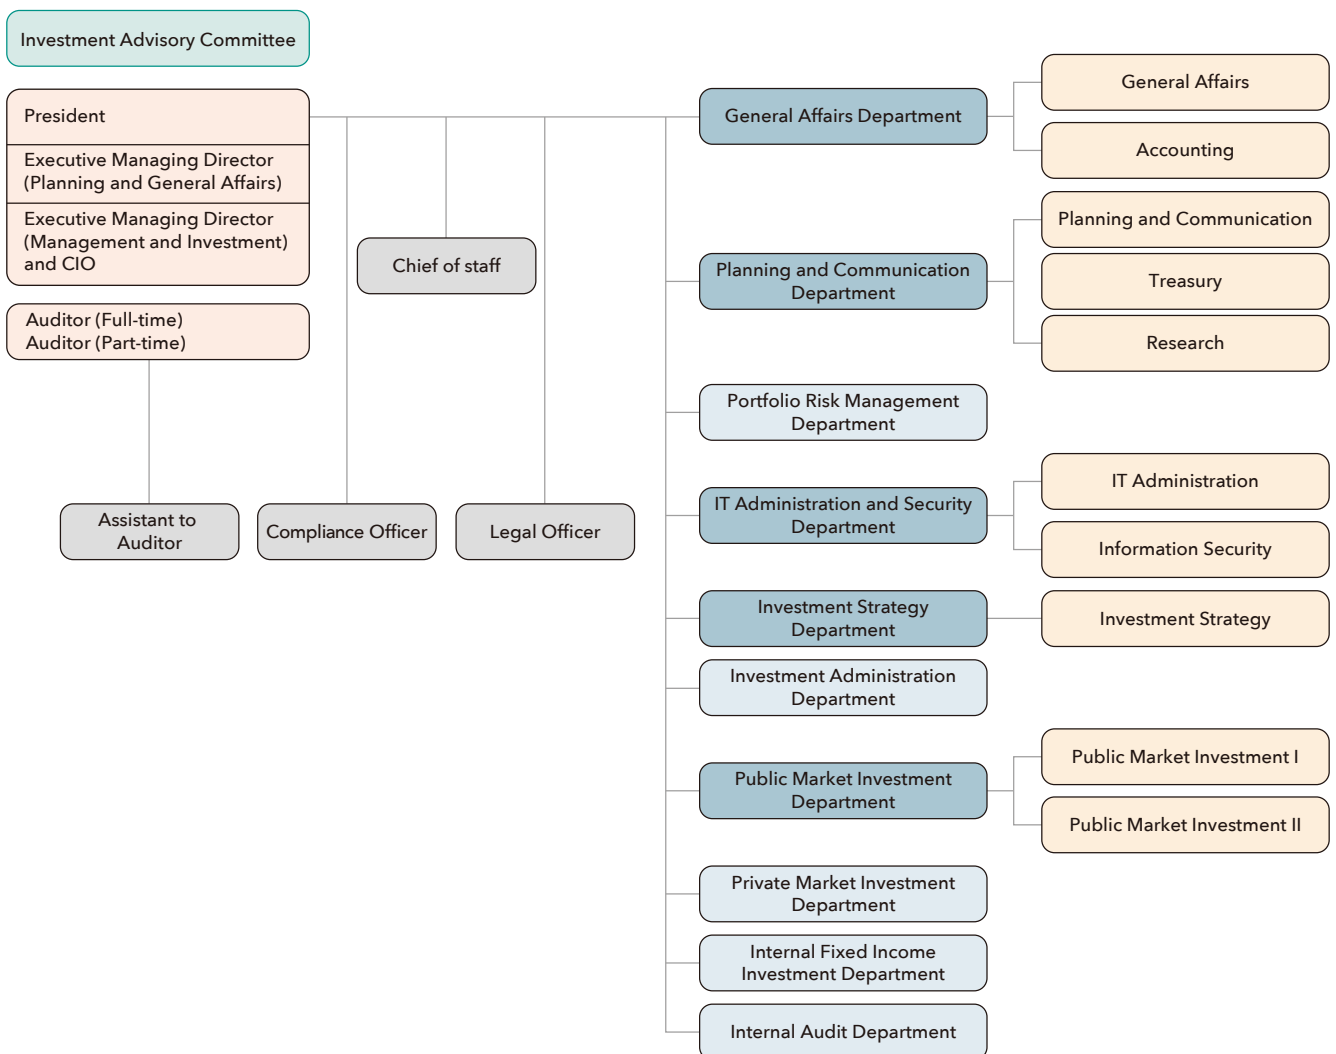 Investment Advisory Committee
President
Executive Managing Director
(Planning and General Affairs)
Executive Managing Director
(Management and Investment)
and CIO
Auditor (Full-time)
Auditor (Part-time)
Chief of staff
Assistant to
Auditor
Compliance Officer
Legal Officer
General Affairs Department
General Affairs
Accounting
Planning and Communication
Department
Planning and Communication
Treasury
Research
Portfolio Risk Management
Department
IT Administration and Security
Department
IT Administration
Information Security
Investment Strategy
Department
Investment Strategy
Investment Administration
Department
Public Market Investment
Department
Public Market Investment I
Public Market Investment II
Private Market Investment
Department
Internal Fixed Income
Investment Department
Internal Audit Department